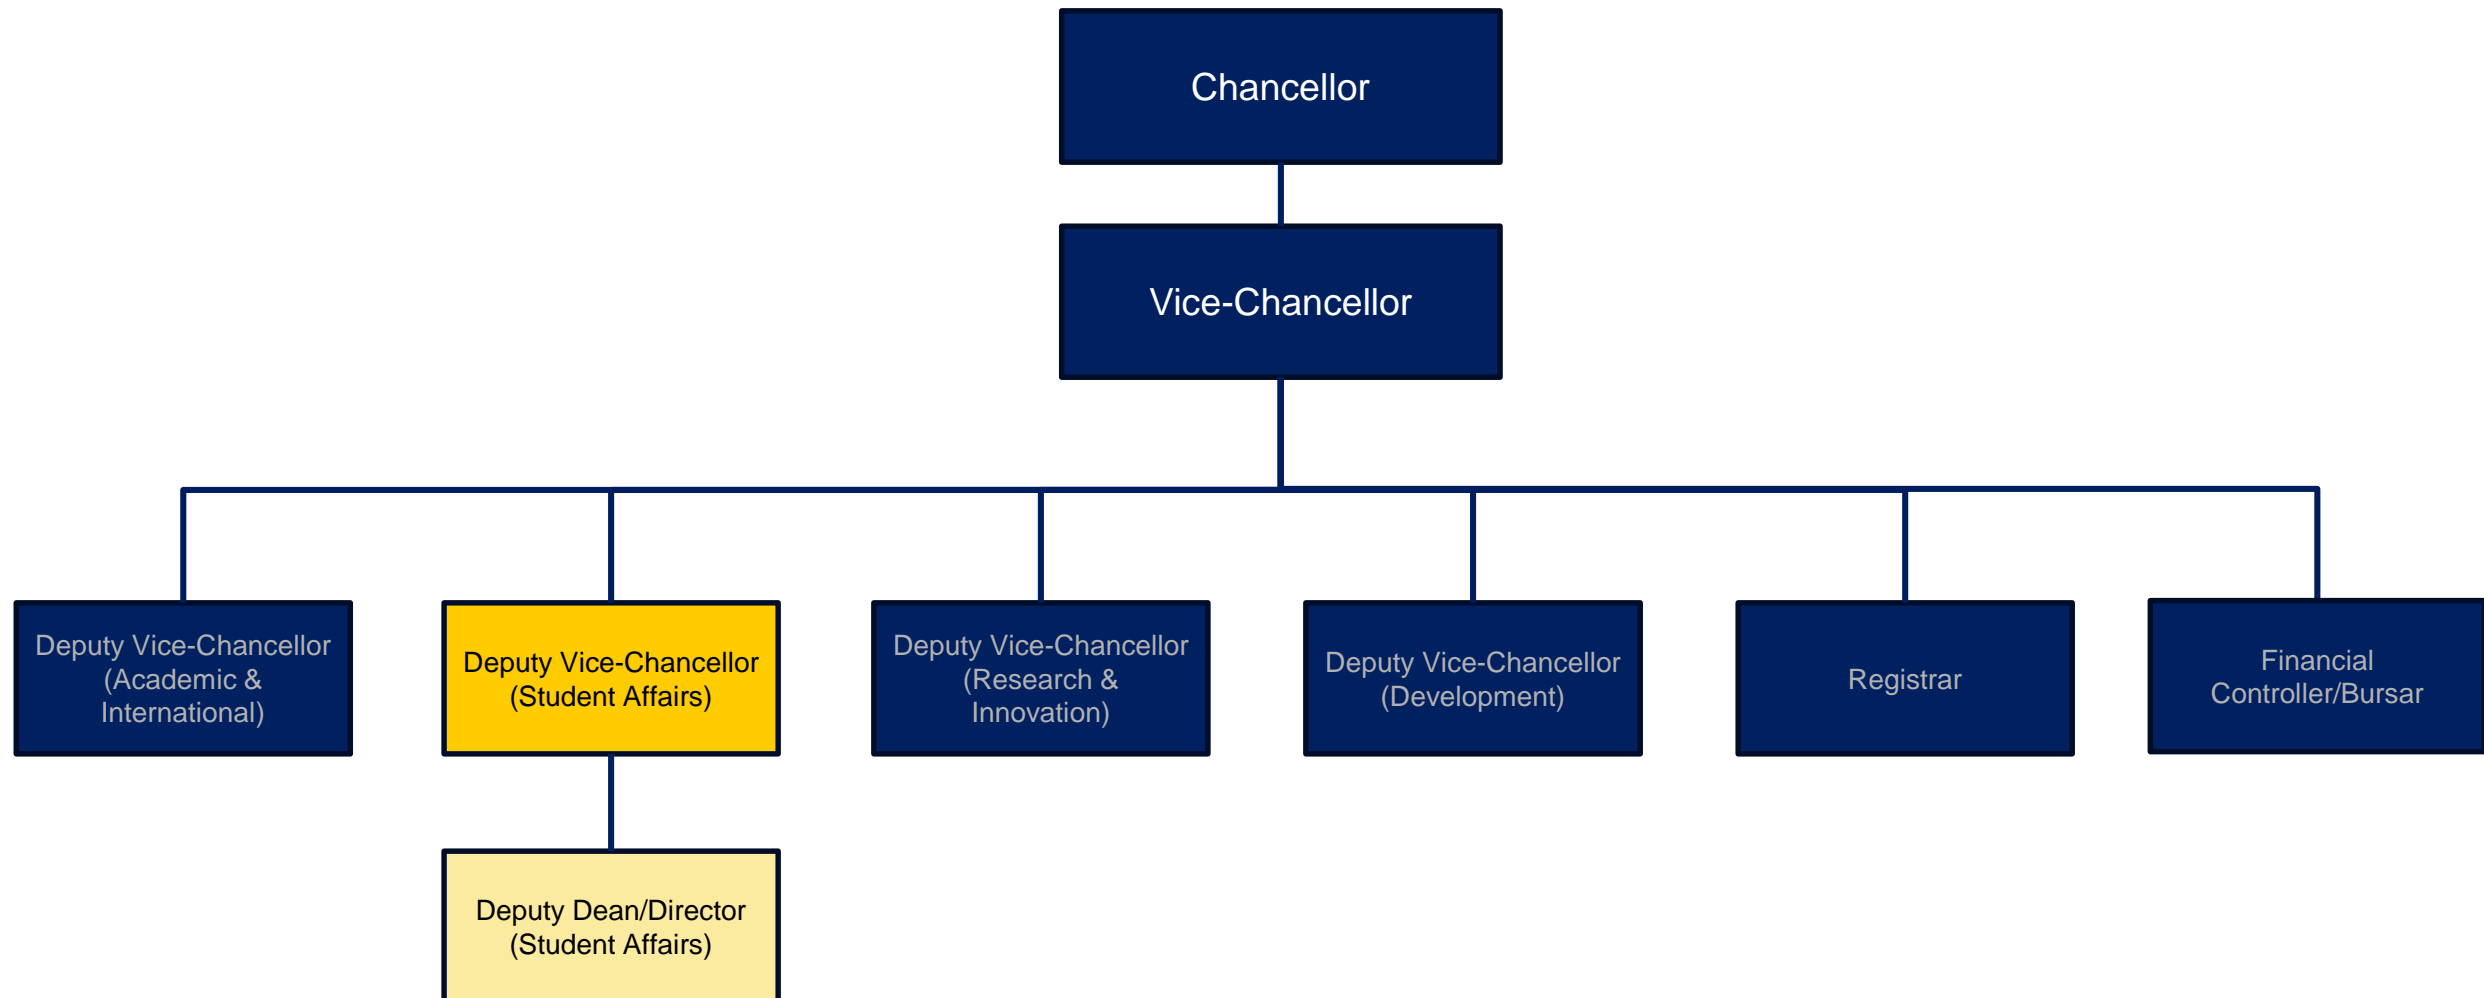 Chancellor
Vice-Chancellor
Deputy Vice-Chancellor
(Academic &
International)
Deputy Vice-Chancellor
(Student Affairs)
Deputy Vice-Chancellor
(Research &
Innovation)
Deputy Vice-Chancellor
(Development)
Registrar
Financial
Controller/Bursar
Deputy Dean/Director
(Student Affairs)